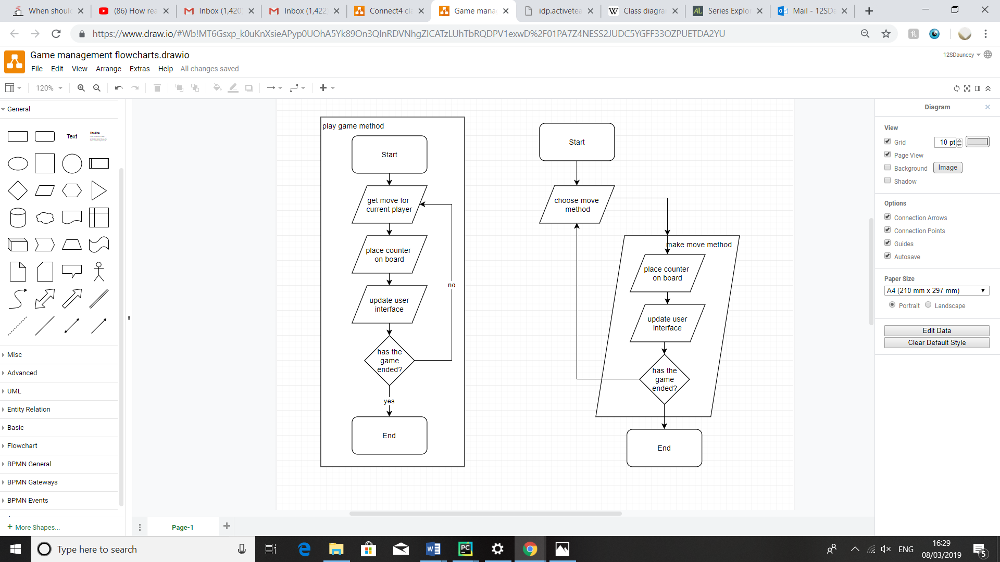 When shoul
(86) How rea
Inbox (1,420
Inbox (1,422
Connect4 cla
Game mana
idp.activetea
Class diagra
Series Explo
Mail - 12SDa
https://www.draw.io/#Wb!MT6Gsxp_k0uKnXsieAPyp0UOhA5Yk89On3QInRDVNhgZICATzLUhTbRQDPV1exwD%2F01PA7Z4NESS2JUDC5YGFF33OZPUETDA2YU
Game management flowcharts.drawio
12SDauncey
File Edit View Arrange Extras Help All changes saved
120%
General
Text
Heading
Misc
Advanced
UML
Entity Relation
Basic
Flowchart
BPMN General
BPMN Gateways
BPMN Events
+ More Shapes...
play game method
Start
get move for
current player
place counter
on board
update user
interface
no
has the
game
ended?
yes
End
Start
choose move
method
make move method
place counter
on board
update user
interface
has the
game
ended?
End
Page-1
Diagram
View
Grid 10 pt
Page View
Background Image
Shadow
Options
Connection Arrows
Connection Points
Guides
Autosave
Paper Size
A4 (210 mm x 297 mm)
Portrait Landscape
Edit Data
Clear Default Style
Type here to search
ENG
16:29
08/03/2019
5